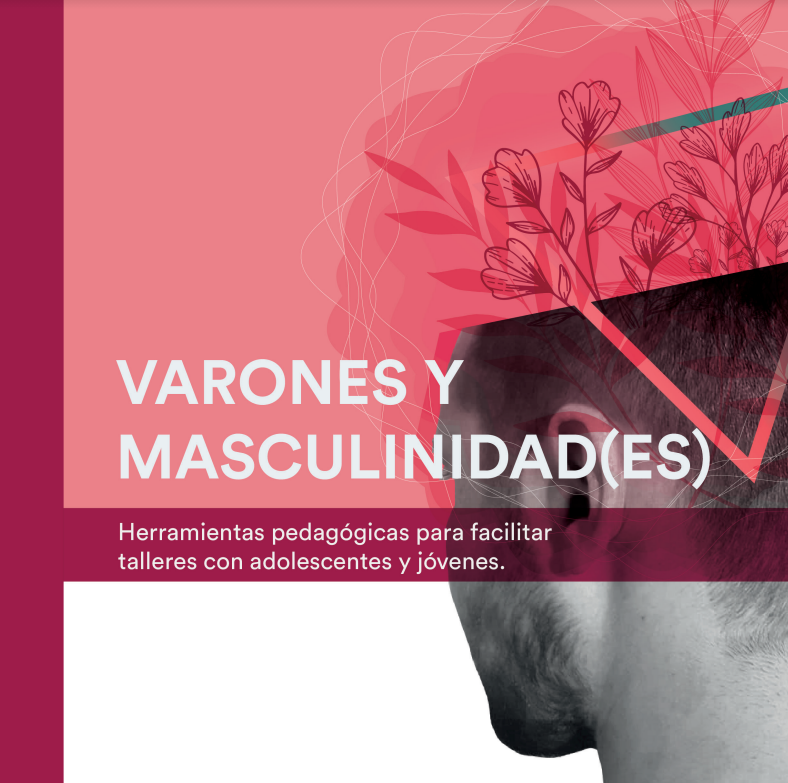 VARONES Y
MASCULINIDAD(ES)
Herramientas pedagógicas para facilitar
talleres con adolescentes y jóvenes.